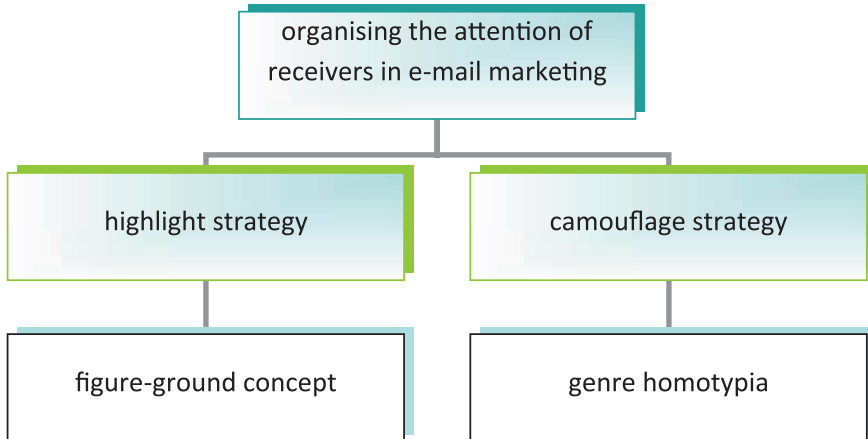 organising the attention of
receivers in e-mail marketing
highlight strategy
camouflage strategy
figure-ground concept
genre homotypia